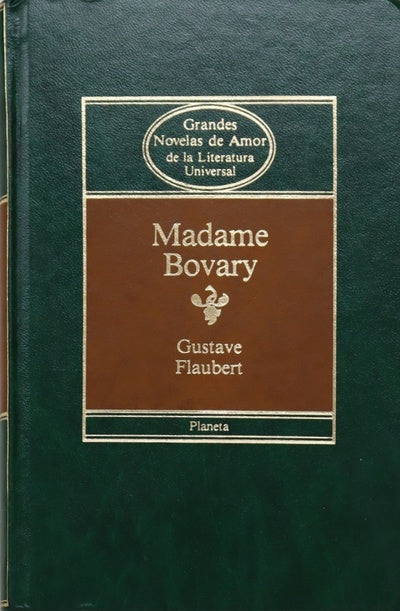 Grandes
Novelas de Amor
de la Literatura
Universal
Madame
Bovary
Gustave
Flaubert
Planeta